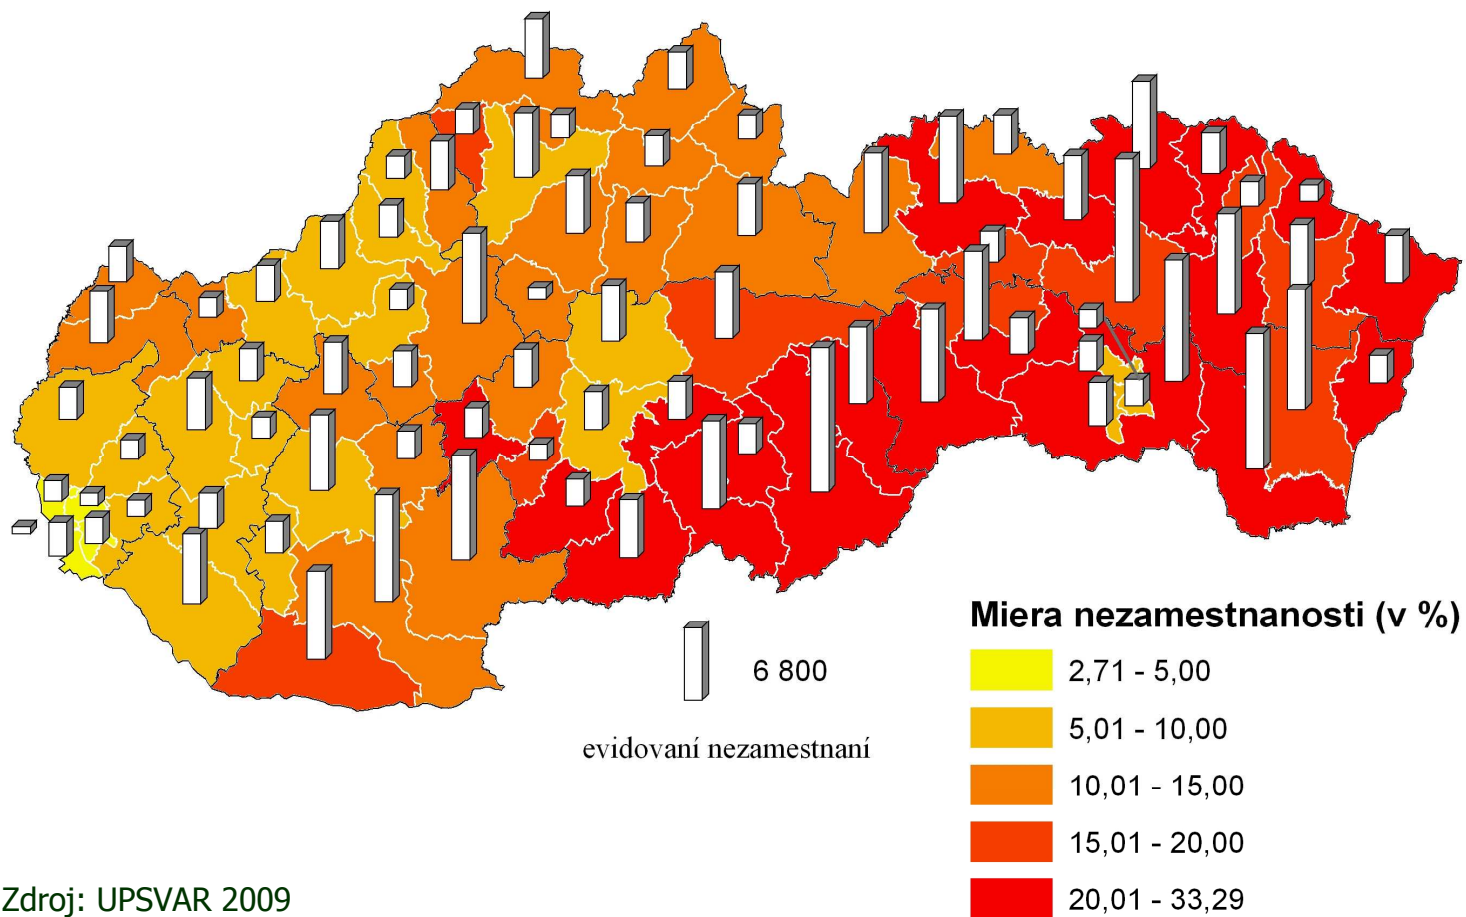 6 800
evidovaní nezamestnaní
Miera nezamestnanosti (v %)
2,71 - 5,00
5,01 - 10,00
10,01 - 15,00
15,01 - 20,00
20,01 - 33,29
Zdroj: UPSVAR 2009